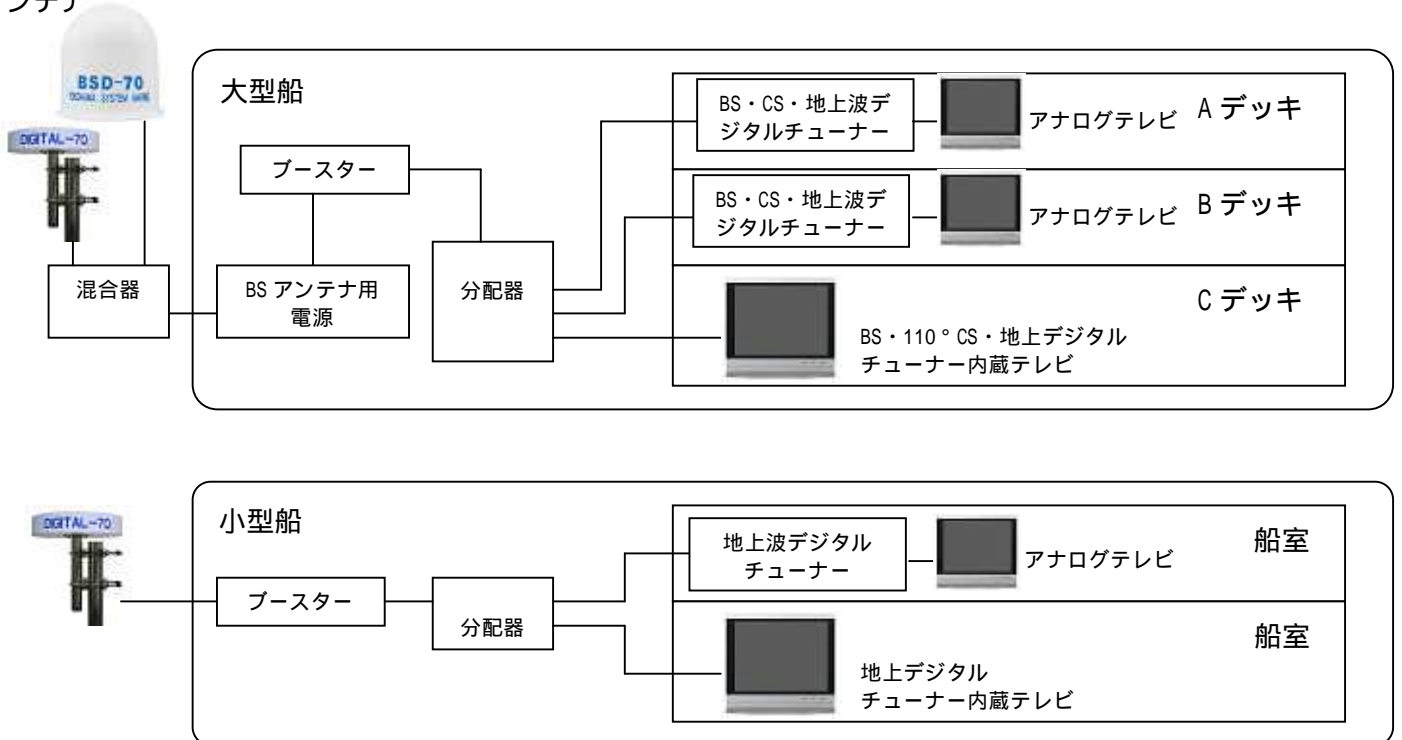 ンテナ
BSD-70
大型船
DIGITAL-70
ブースター
混合器
BS アンテナ用
電源
分配器
BS・CS・地上波デ
ジタルチューナー
アナログテレビ
A デッキ
BS・CS・地上波デ
ジタルチューナー
アナログテレビ
B デッキ
C デッキ
BS・110°CS・地上デジタル
チューナー内蔵テレビ
小型船
DIGITAL-70
ブースター
分配器
地上波デジタル
チューナー
アナログテレビ
船室
船室
地上デジタル
チューナー内蔵テレビ